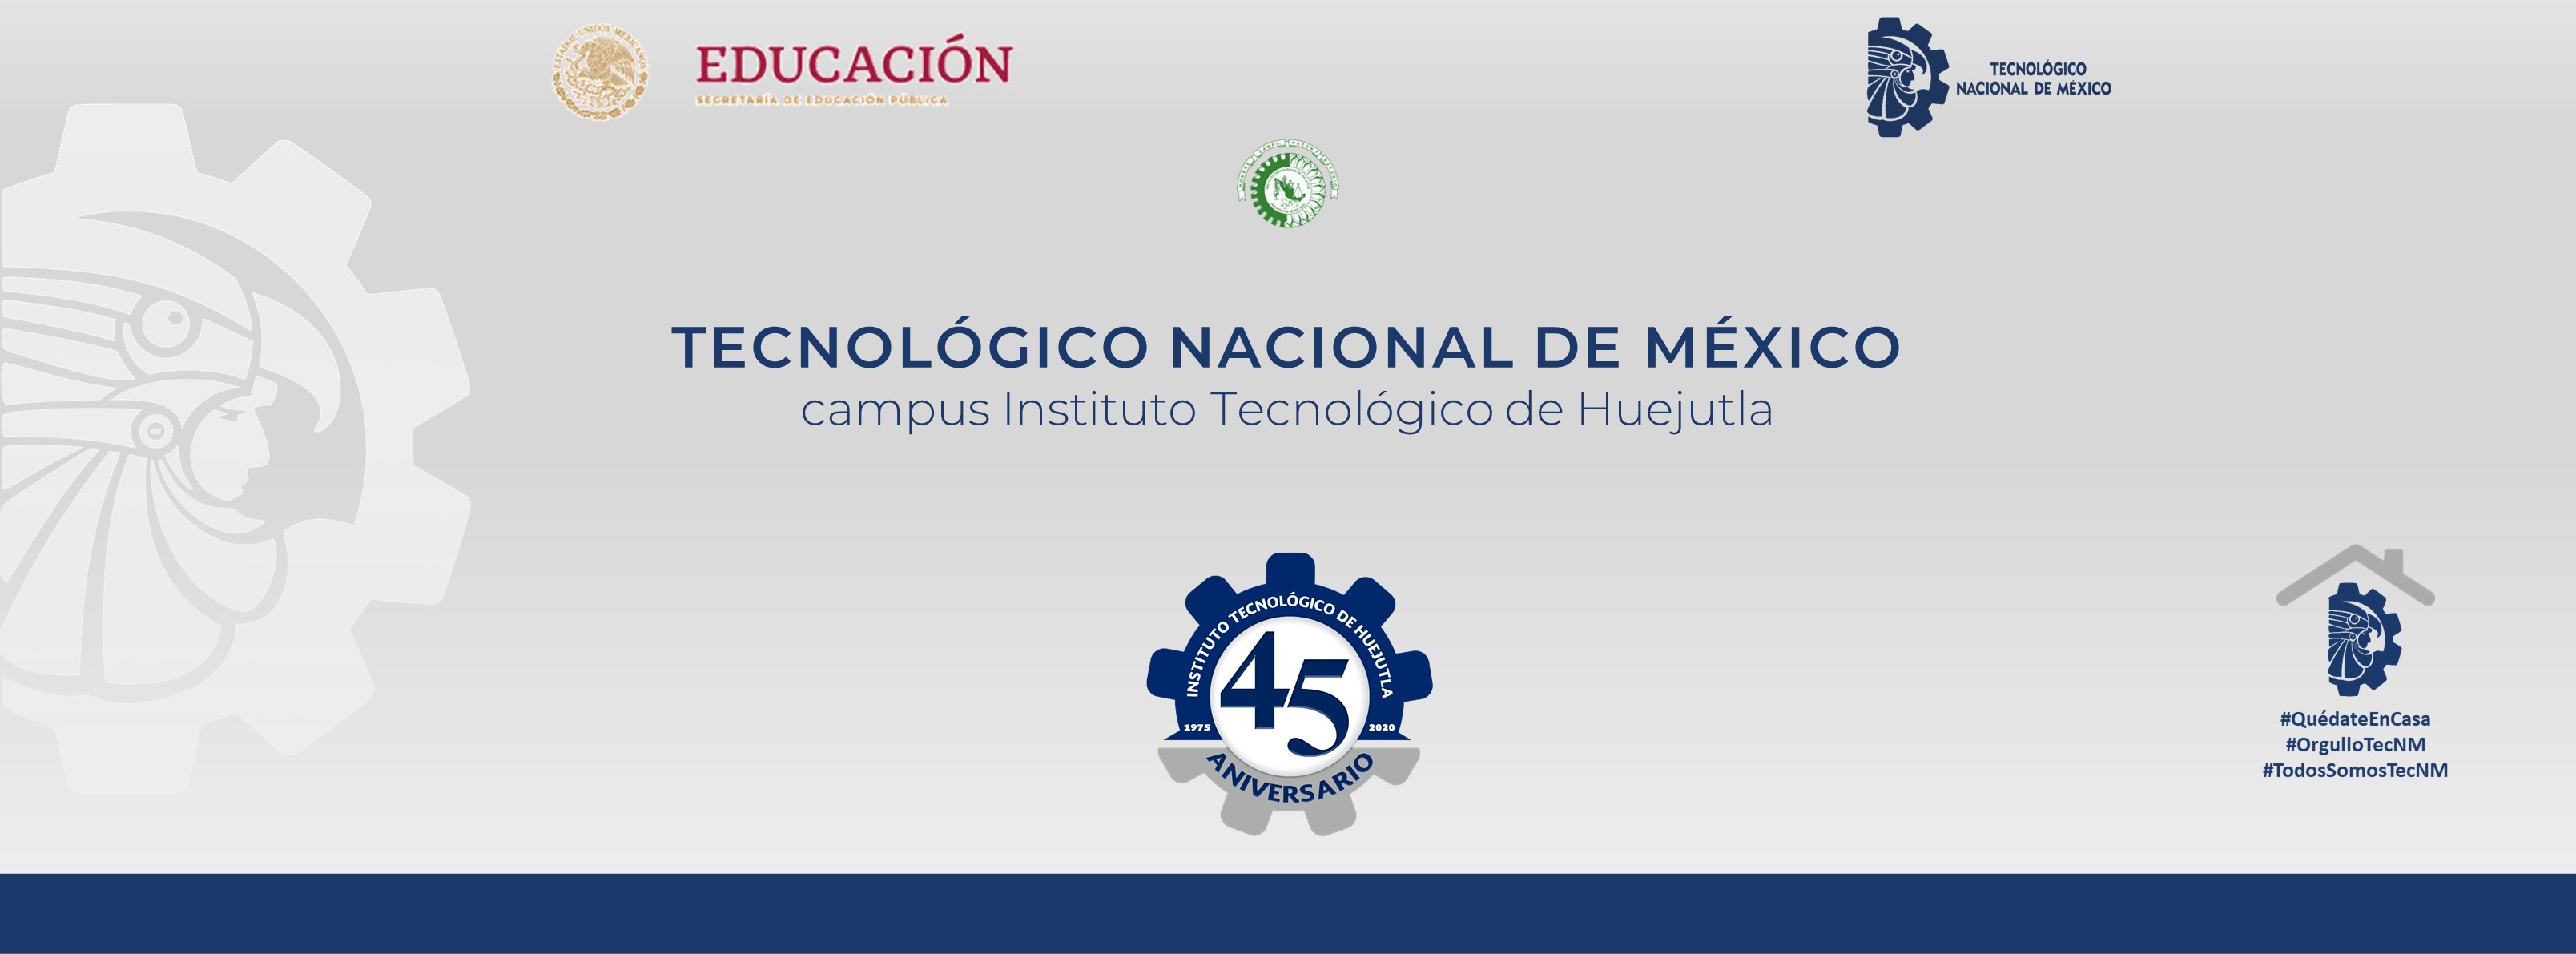 ESTADOS UNIDOS MEXICANOS
EDUCACIÓN
SECRETARÍA DE EDUCACIÓN PÚBLICA
TECNOLÓGICO
NACIONAL DE MÉXICO
TECNOLÓGICO NACIONAL DE MÉXICO
campus Instituto Tecnológico de Huejutla
INSTITUTO TECNOLÓGICO DE HUEJUTLA
45
1975
2020
ANIVERSARIO
#QuédateEnCasa
#OrgulloTecNM
#TodosSomosTecNM